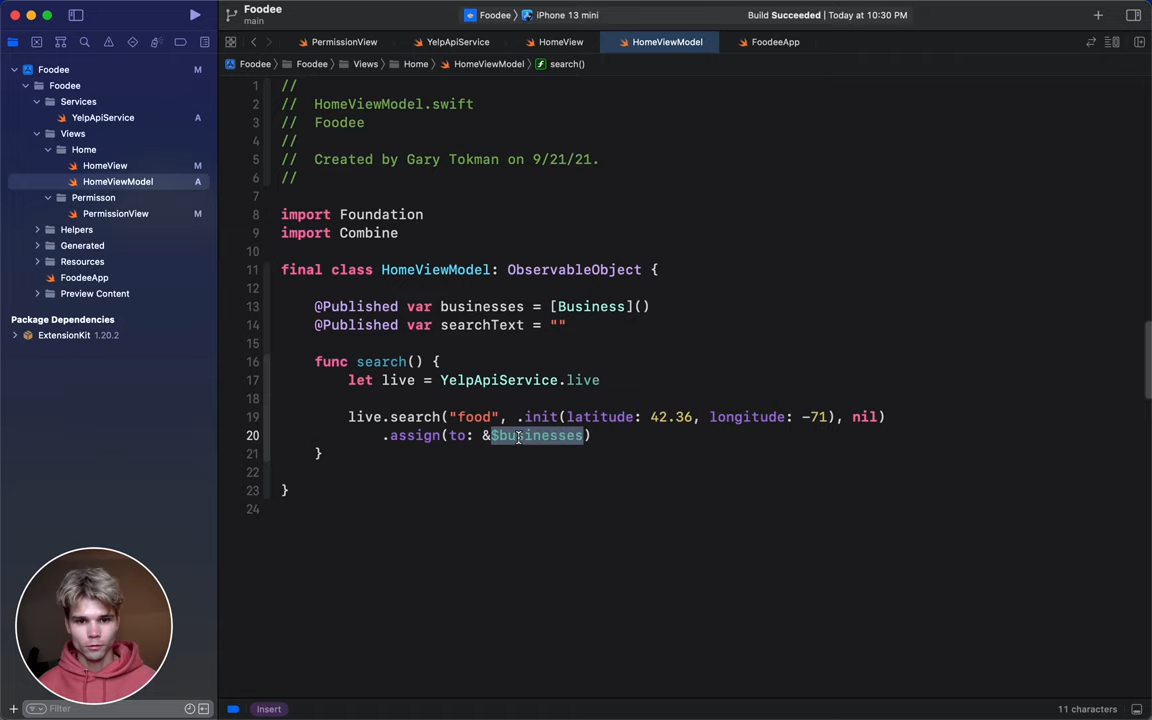 Foodee
main
Foodee
iPhone 13 mini
Build Succeeded | Today at 10:30 PM
PermissionView
YelpApiService
HomeView
HomeViewModel
FoodeeApp
Foodee
Foodee
Views
Home
HomeViewModel
search()
Foodee M
Foodee
Services
YelpApiService A
Views
Home
HomeView M
HomeViewModel A
Permisson
PermissionView M
Helpers
Generated
Resources
FoodeeApp
Preview Content
Package Dependencies
ExtensionKit 1.20.2
Filter
1 //
2 //  HomeViewModel.swift
3 //  Foodee
4 //
5 //  Created by Gary Tokman on 9/21/21.
6 //
7
8 import Foundation
9 import Combine
10
11 final class HomeViewModel: ObservableObject {
12
13     @Published var businesses = [Business]()
14     @Published var searchText = ""
15
16     func search() {
17         let live = YelpApiService.live
18
19         live.search("food", .init(latitude: 42.36, longitude: -71), nil)
20             .assign(to: &$businesses)
21     }
22
23 }
24
Insert
11 characters